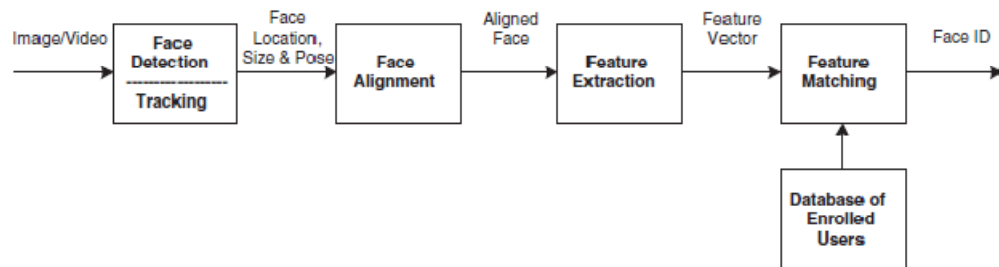 Image/Video
Face
Detection
Tracking
Face
Location,
Size & Pose
Face
Alignment
Aligned
Face
Feature
Extraction
Feature
Vector
Feature
Matching
Face ID
Database of
Enrolled
Users